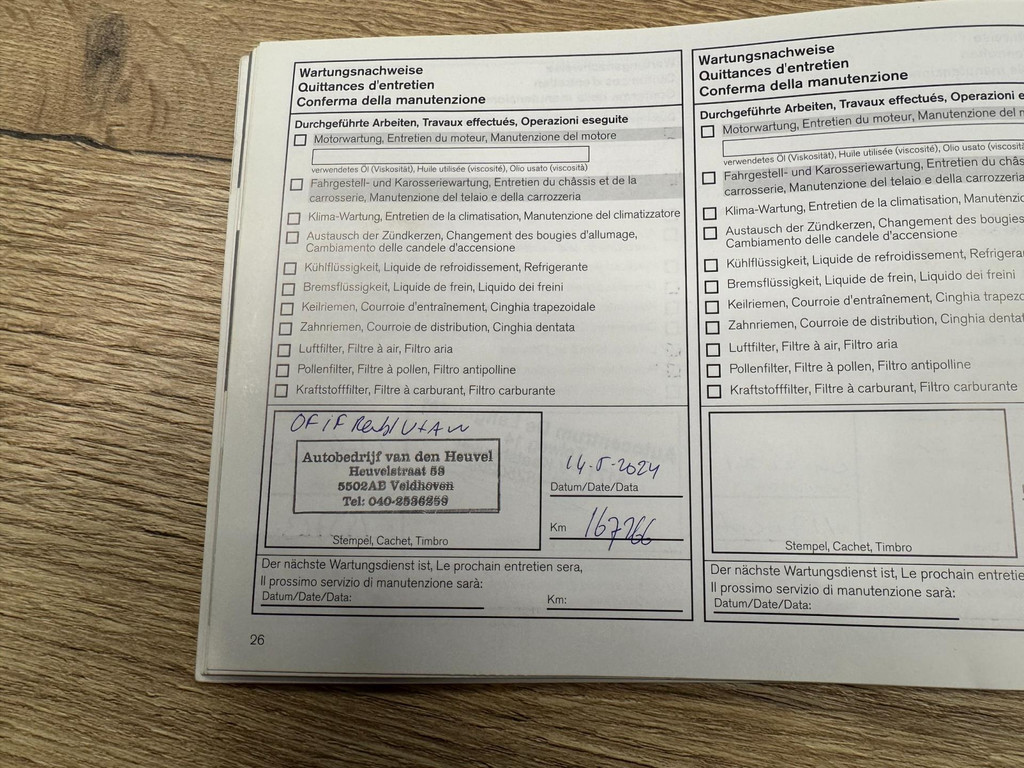 Wartungsnachweise
Quittances d'entretien
Conferma della manutenzione
Durchgeführte Arbeiten, Travaux effectués, Operazioni eseguite
Motorwartung, Entretien du moteur, Manutenzione del motore
verwendetes Öl (Viskosität), Huile utilisée (viscosité), Olio usato (viscosità)
Fahrgestell- und Karosseriewartung, Entretien du châssis et de la
carrosserie, Manutenzione del telaio e della carrozzeria
Klima-Wartung, Entretien de la climatisation, Manutenzione del climatizzatore
Austausch der Zündkerzen, Changement des bougies d'allumage,
Cambiamento delle candele d'accensione
Kühlflüssigkeit, Liquide de refroidissement, Refrigerante
Bremsflüssigkeit, Liquide de frein, Liquido dei freini
Keilriemen, Courroie d'entraînement, Cinghia trapezoidale
Zahnriemen, Courroie de distribution, Cinghia dentata
Luftfilter, Filtre à air, Filtro aria
Pollenfilter, Filtre à pollen, Filtro antipolline
Kraftstofffilter, Filtre à carburant, Filtro carburante
Autobedrijf van den Heuvel
Heuvelstraat 53
5502AE Veldhoven
Tel: 040-2536259
Stempel, Cachet, Timbro
14-5-2024
Datum/Date/Data
Km 167266
Der nächste Wartungsdienst ist, Le prochain entretien sera,
Il prossimo servizio di manutenzione sarà:
Datum/Date/Data:
Km:
26
Wartungsnachweise
Quittances d'entretien
Conferma della manutenzione
Durchgeführte Arbeiten, Travaux effectués, Operazioni e
Motorwartung, Entretien du moteur, Manutenzione del
verwendetes Öl (Viskosität), Huile utilisée (viscosité), Olio usato (viscosità)
Fahrgestell- und Karosseriewartung, Entretien du
carrosserie, Manutenzione del telaio e della carrozzeria
Klima-Wartung, Entretien de la climatisation,
Austausch der Zündkerzen, Changement des bougies
Cambiamento delle candele d'accensione
Kühlflüssigkeit, Liquide de refroidissement,
Bremsflüssigkeit, Liquide de frein, Liquido dei freini
Keilriemen, Courroie d'entraînement, Cinghia
Zahnriemen, Courroie de distribution, Cinghia
Luftfilter, Filtre à air, Filtro aria
Pollenfilter, Filtre à pollen, Filtro antipolline
Kraftstofffilter, Filtre à carburant, Filtro carburante
Stempel, Cachet, Timbro
Der nächste Wartungsdienst ist, Le prochain
Il prossimo servizio di manutenzione sarà:
Datum/Date/Data: